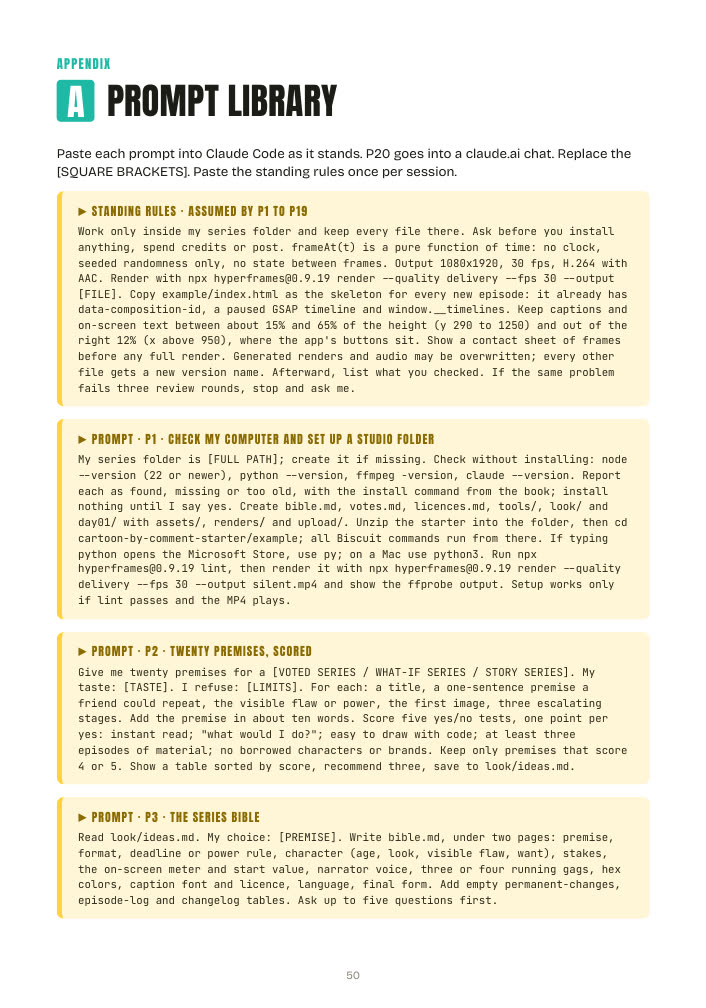 APPENDIX
A PROMPT LIBRARY
Paste each prompt into Claude Code as it stands. P20 goes into a claude.ai chat. Replace the
[SQUARE BRACKETS]. Paste the standing rules once per session.
▶ STANDING RULES · ASSUMED BY P1 TO P19
Work only inside my series folder and keep every file there. Ask before you install
anything, spend credits or post. frameAt(t) is a pure function of time: no clock,
seeded randomness only, no state between frames. Output 1080x1920, 30 fps, H.264 with
AAC. Render with npx hyperframes@0.9.19 render --quality delivery --fps 30 --output
[FILE]. Copy example/index.html as the skeleton for every new episode: it already has
data-composition-id, a paused GSAP timeline and window.__timelines. Keep captions and
on-screen text between about 15% and 65% of the height (y 290 to 1250) and out of the
right 12% (x above 950), where the app's buttons sit. Show a contact sheet of frames
before any full render. Generated renders and audio may be overwritten; every other
file gets a new version name. Afterward, list what you checked. If the same problem
fails three review rounds, stop and ask me.
▶ PROMPT · P1 · CHECK MY COMPUTER AND SET UP A STUDIO FOLDER
My series folder is [FULL PATH]; create it if missing. Check without installing: node
--version (22 or newer), python --version, ffmpeg -version, claude --version. Report
each as found, missing or too old, with the install command from the book; install
nothing until I say yes. Create bible.md, votes.md, licences.md, tools/, look/ and
day01/ with assets/, renders/ and upload/. Unzip the starter into the folder, then cd
cartoon-by-comment-starter/example; all Biscuit commands run from there. If typing
python opens the Microsoft Store, use py; on a Mac use python3. Run npx
hyperframes@0.9.19 lint, then render it with npx hyperframes@0.9.19 render --quality
delivery --fps 30 --output silent.mp4 and show the ffprobe output. Setup works only
if lint passes and the MP4 plays.
▶ PROMPT · P2 · TWENTY PREMISES, SCORED
Give me twenty premises for a [VOTED SERIES / WHAT-IF SERIES / STORY SERIES]. My
taste: [TASTE]. I refuse: [LIMITS]. For each: a title, a one-sentence premise a
friend could repeat, the visible flaw or power, the first image, three escalating
stages. Add the premise in about ten words. Score five yes/no tests, one point per
yes: instant read; "what would I do?"; easy to draw with code; at least three
episodes of material; no borrowed characters or brands. Keep only premises that score
4 or 5. Show a table sorted by score, recommend three, save to look/ideas.md.
▶ PROMPT · P3 · THE SERIES BIBLE
Read look/ideas.md. My choice: [PREMISE]. Write bible.md, under two pages: premise,
format, deadline or power rule, character (age, look, visible flaw, want), stakes,
the on-screen meter and start value, narrator voice, three or four running gags, hex
colors, caption font and licence, language, final form. Add empty permanent-changes,
episode-log and changelog tables. Ask up to five questions first.
50